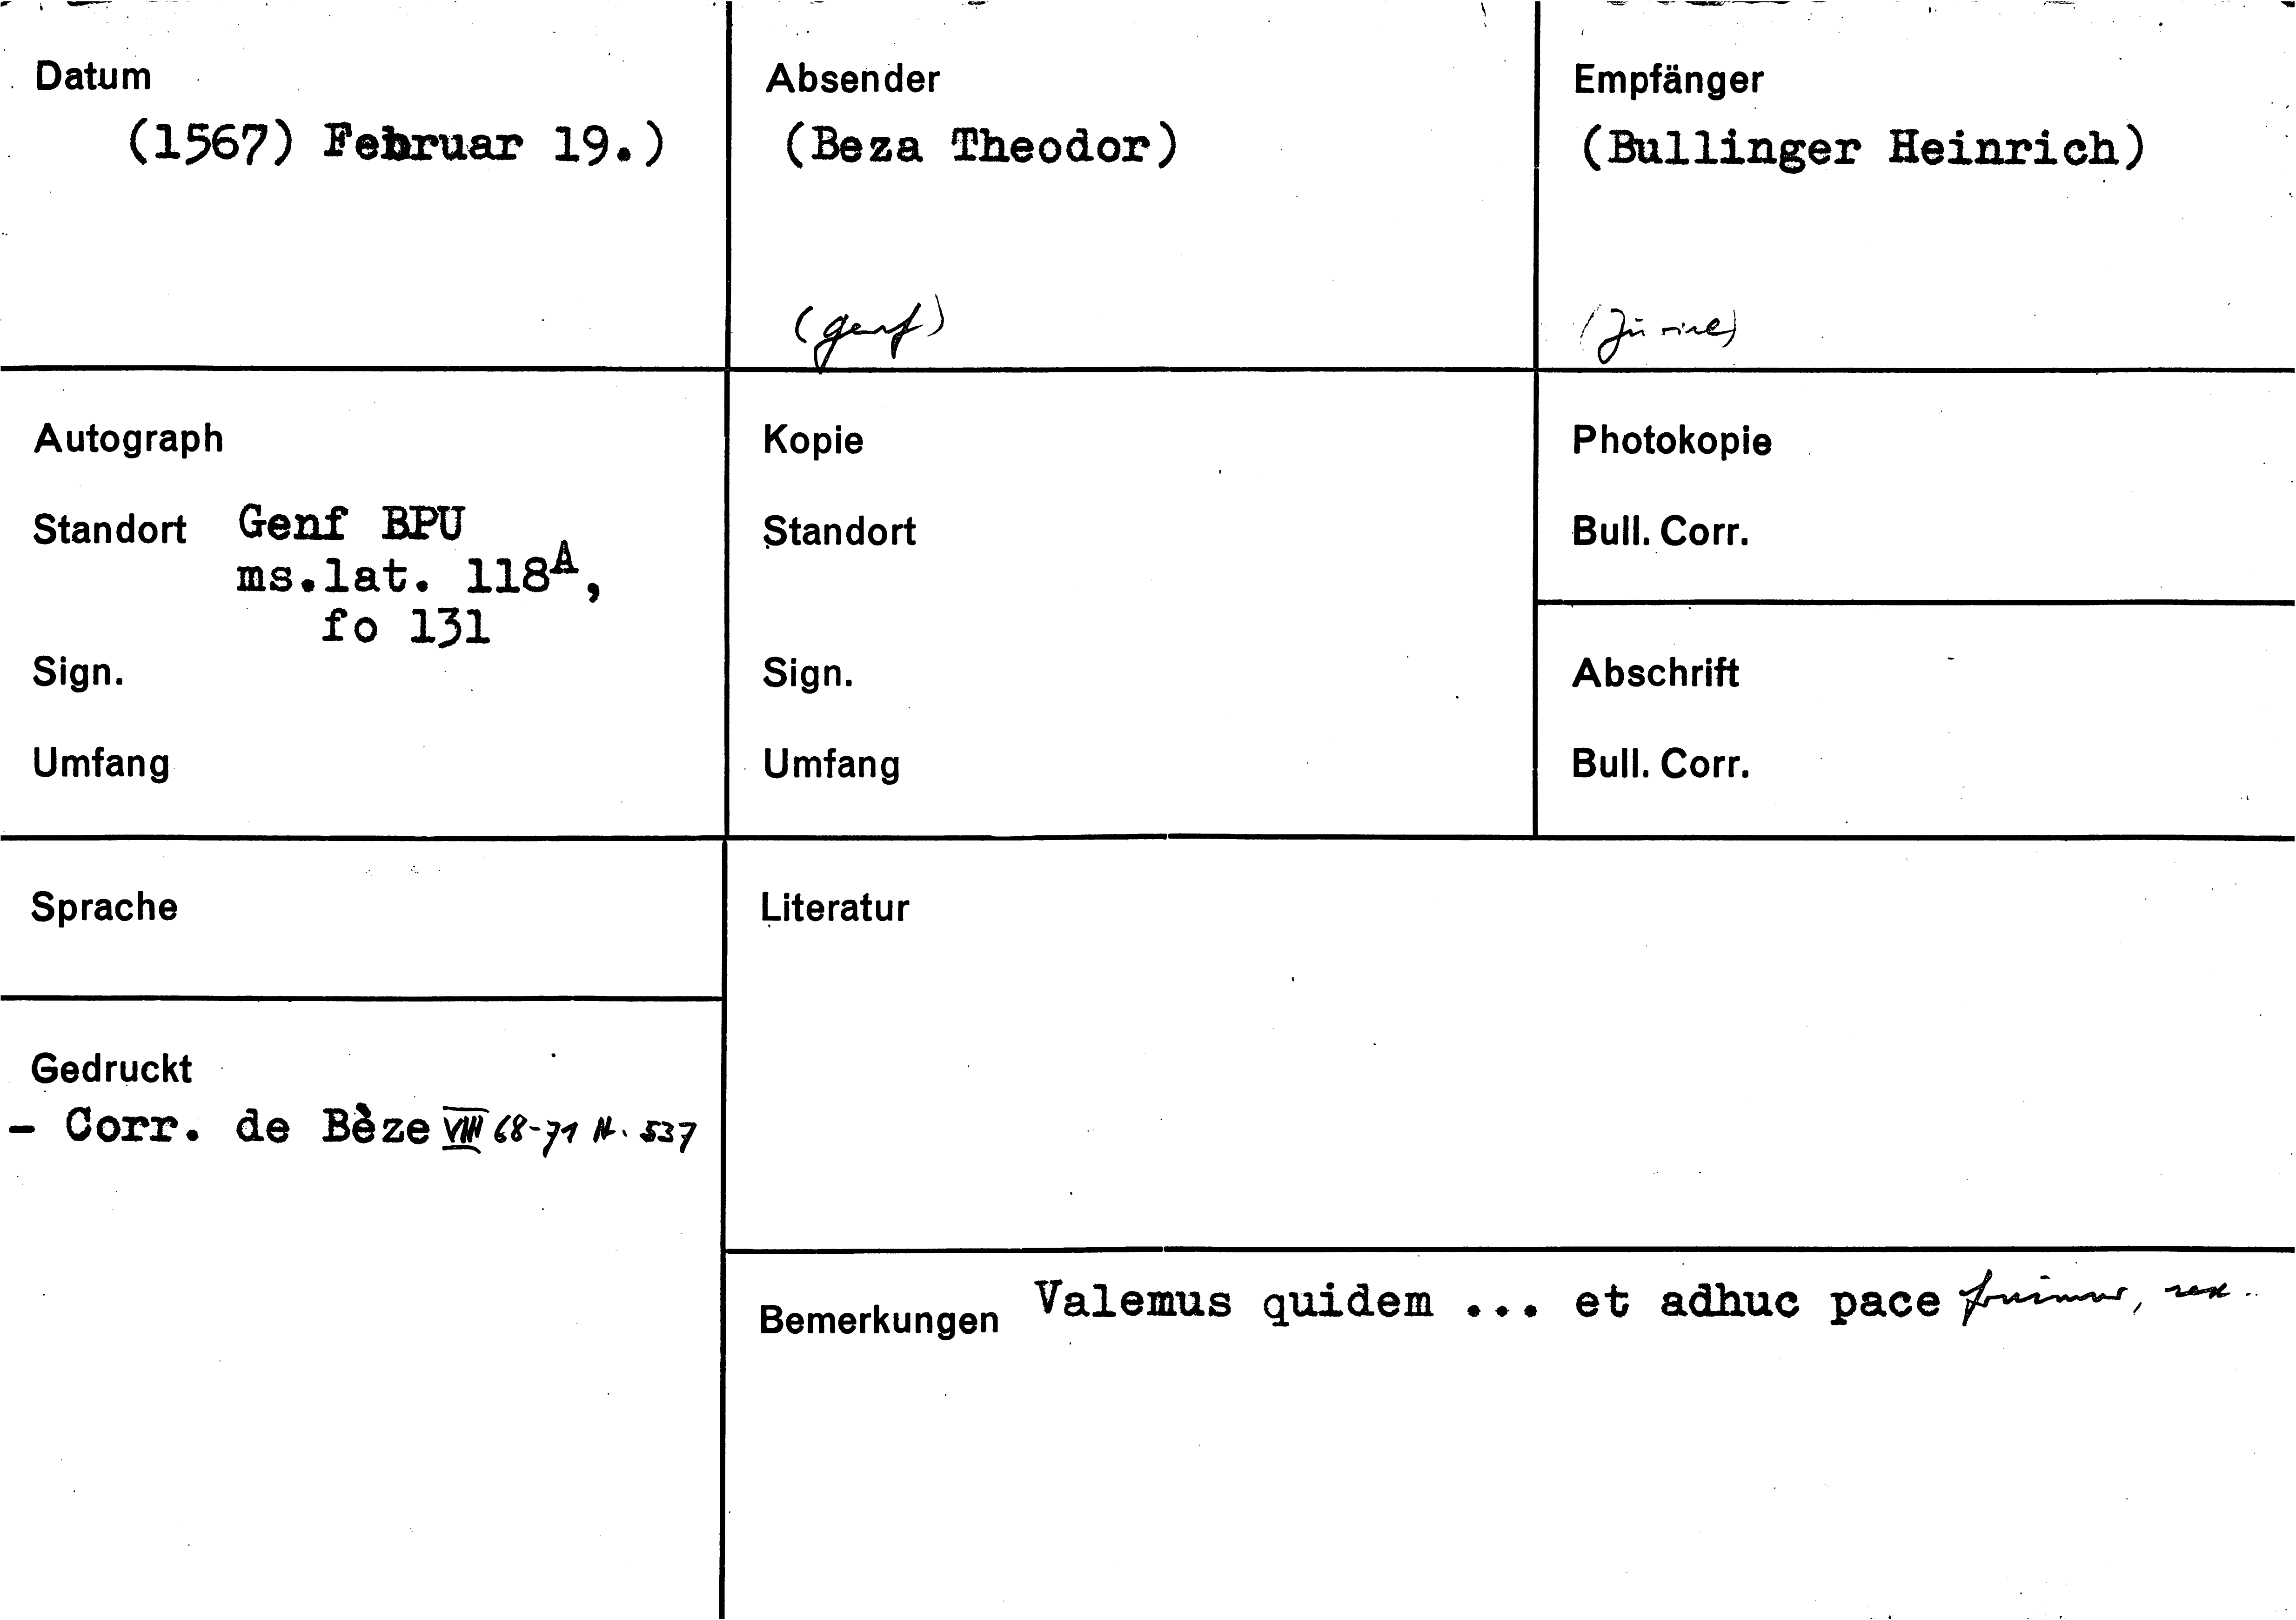 Datum
(1567) Februar 19.)
Absender
(Beza Theodor)
(Genf)
Empfänger
(Bullinger Heinrich)
(Zürich)
Autograph
Standort Genf BPU
ms.lat. 118A,
fo 131
Sign.
Umfang
Kopie
Standort
Sign.
Umfang
Photokopie
Bull. Corr.
Abschrift
Bull. Corr.
Sprache
Gedruckt
- Corr. de Bèze VIII 68-71 N. 537
Literatur
Bemerkungen Valemus quidem ... et adhuc pace fruimur, rex..